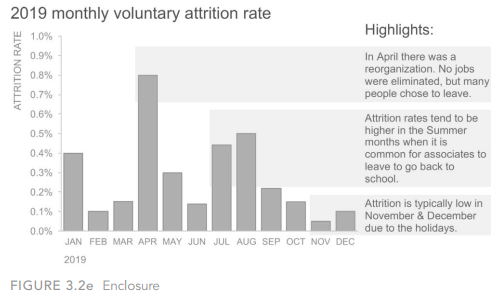 2019 monthly voluntary attrition rate
Highlights:
ATTRITION RATE
1.0%
0.9%
0.8%
0.7%
0.6%
0.5%
0.4%
0.3%
0.2%
0.1%
0.0%
JAN FEB MAR APR MAY JUN JUL AUG SEP OCT NOV DEC
2019
In April there was a
reorganization. No jobs
were eliminated, but many
people chose to leave.
Attrition rates tend to be
higher in the Summer
months when it is
common for associates to
leave to go back to
school.
Attrition is typically low in
November & December
due to the holidays.
FIGURE 3.2e Enclosure